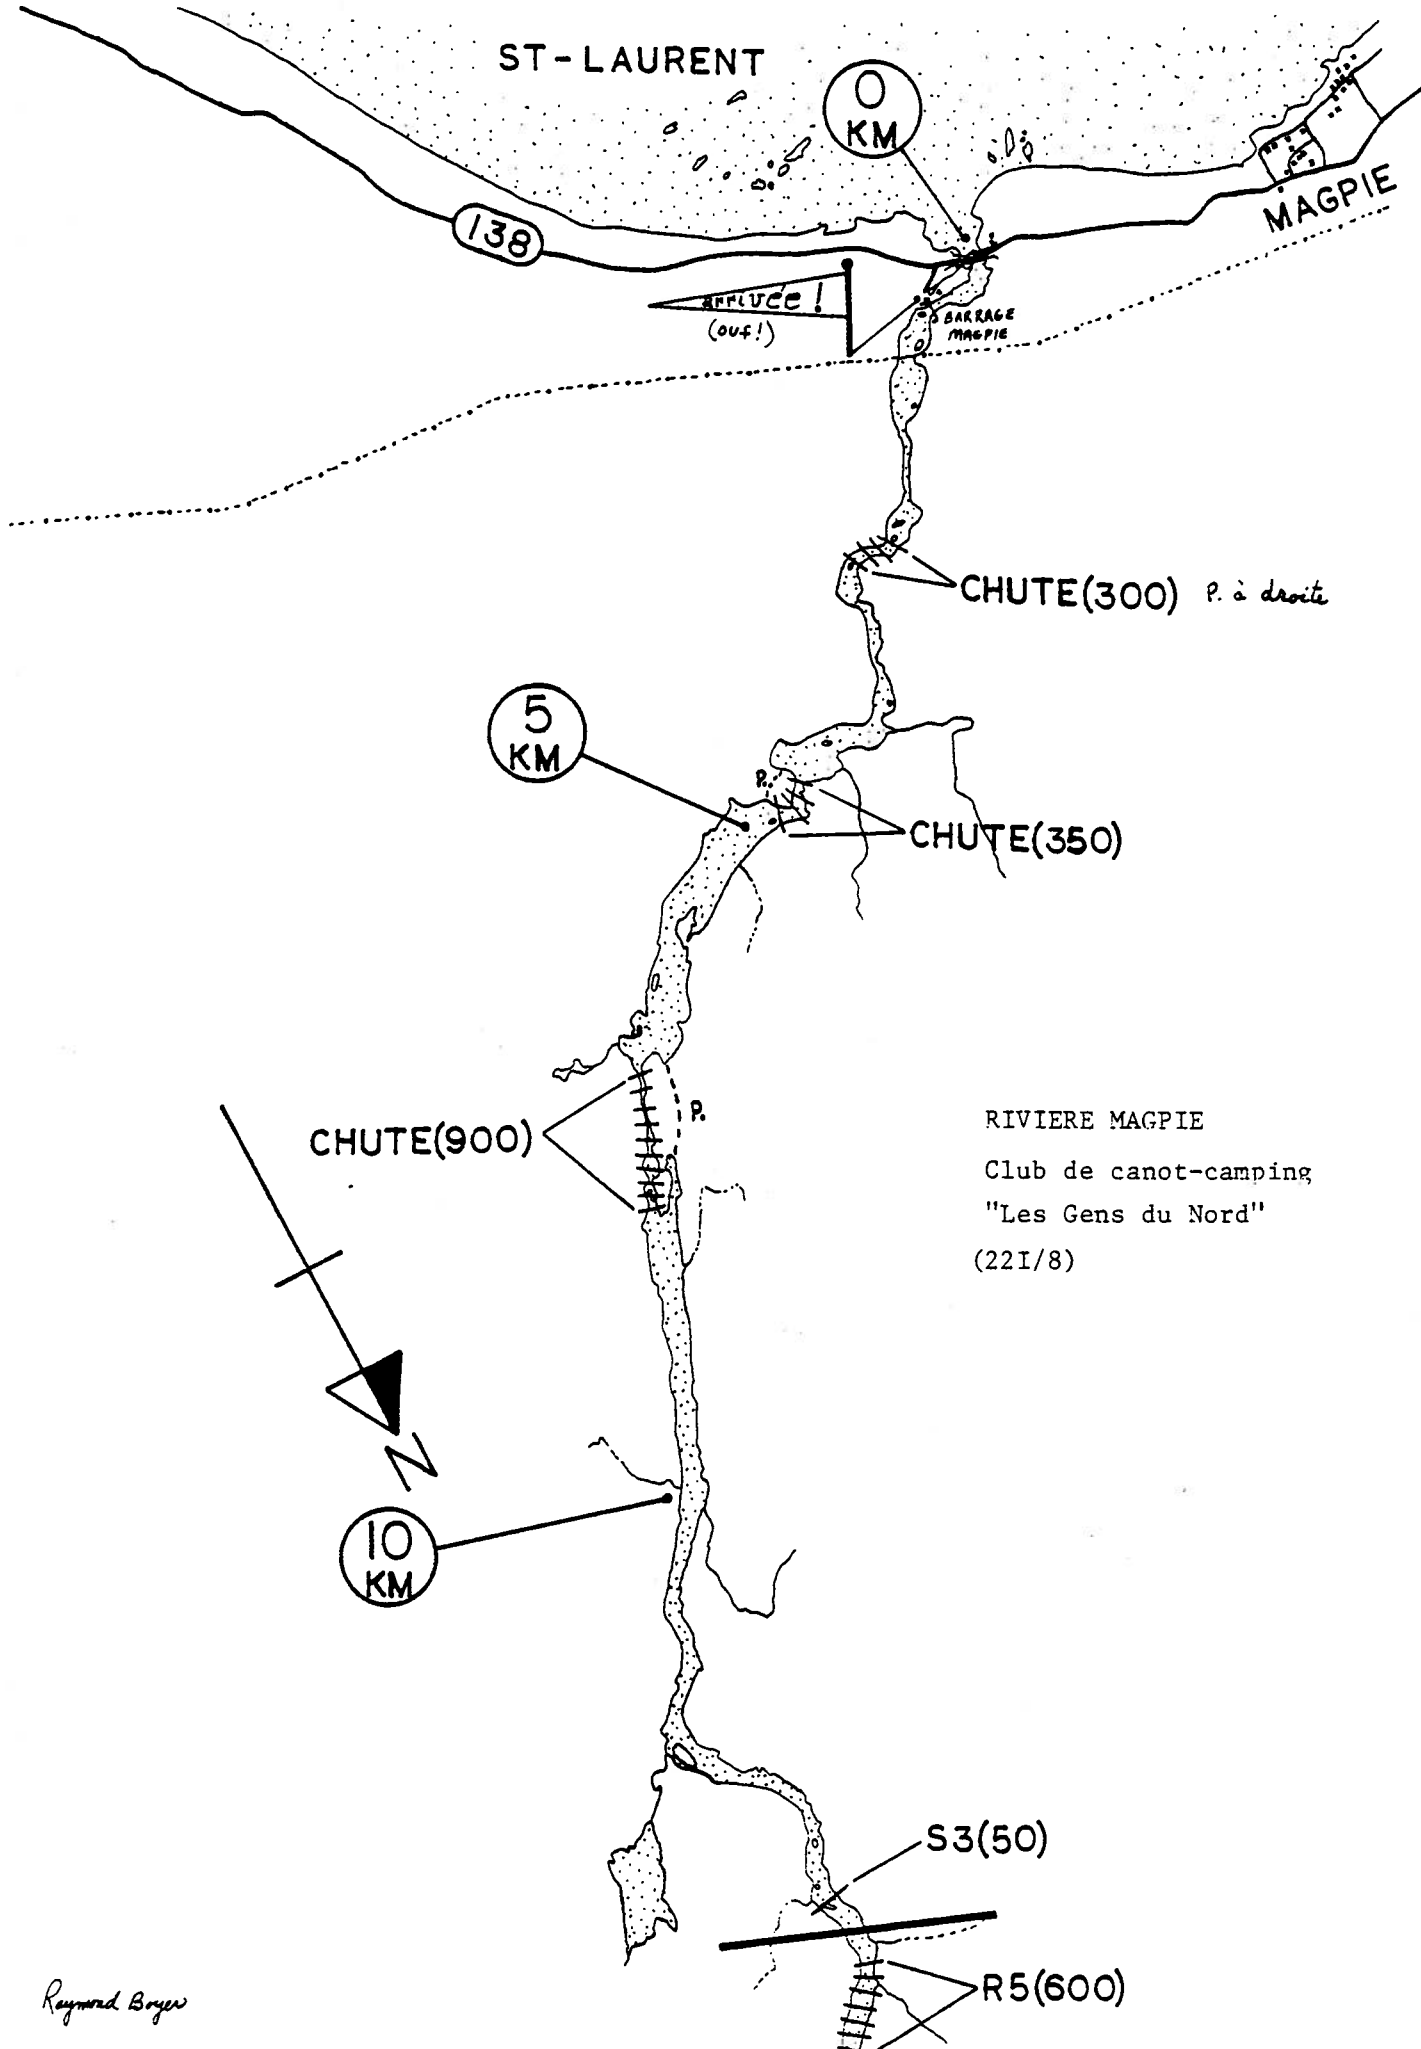 ST-LAURENT
0
KM
MAGPIE
138
arrivée !
(ouf!)
BARRAGE
MAGPIE
CHUTE(300) P. à droite
5
KM
P.
CHUTE(350)
CHUTE(900)
P.
RIVIERE MAGPIE
Club de canot-camping
"Les Gens du Nord"
(22I/8)
N
10
KM
S3(50)
R5(600)
Raymond Boyer